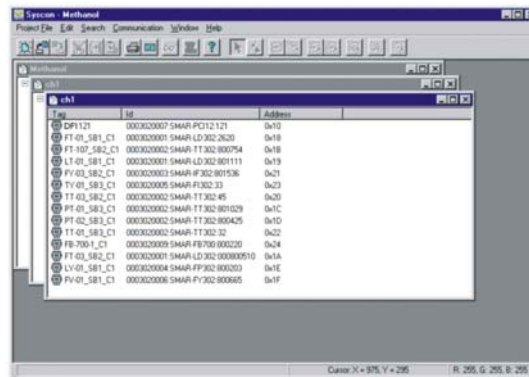 Syscon - Methanol
Project File Edit Search Communication Window Help
Methanol
ch1
ch1
Tag Id Address
DFI121 0003020007:SMAR-PCI12:121 0x10
FT-01_SB1_C1 0003020001:SMAR-LD302:2620 0x18
FT-107_SB2_C1 0003020002:SMAR-TT302:800754 0x1B
LT-01_SB1_C1 0003020001:SMAR-LD302:801111 0x19
FY-03_SB2_C1 0003020003:SMAR-IF302:801536 0x21
TY-01_SB3_C1 0003020005:SMAR-FI302:33 0x23
TT-03_SB2_C1 0003020002:SMAR-TT302:45 0x20
PT-01_SB3_C1 0003020002:SMAR-TT302:801029 0x1C
PT-02_SB3_C1 0003020002:SMAR-TT302:800425 0x1D
TT-01_SB3_C1 0003020002:SMAR-TT302:32 0x22
FB-700-1_C1 0003020009:SMAR-FB700:800220 0x24
FT-03_SB2_C1 0003020001:SMAR-LD302:000800510 0x1A
LY-01_SB1_C1 0003020004:SMAR-FP302:800203 0x1E
FV-01_SB1_C1 0003020006:SMAR-FY302:800665 0x1F
Cursor: X = 975, Y = 295 R: 255, G: 255, B: 255